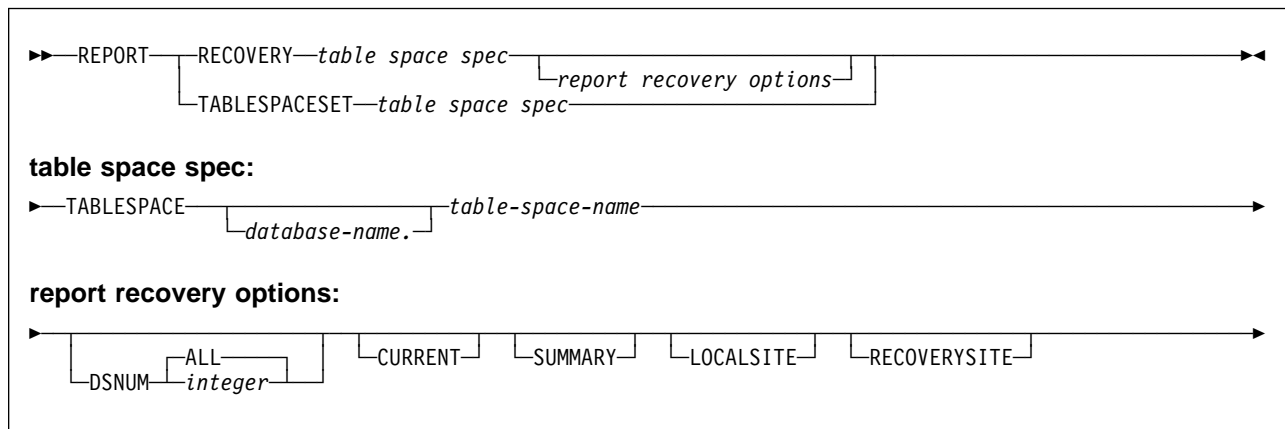 REPORT RECOVERY table space spec
report recovery options
TABLESPACESET table space spec
table space spec:
TABLESPACE table-space-name
database-name.
report recovery options:
ALL
CURRENT SUMMARY LOCALSITE RECOVERYSITE
DSNUM integer